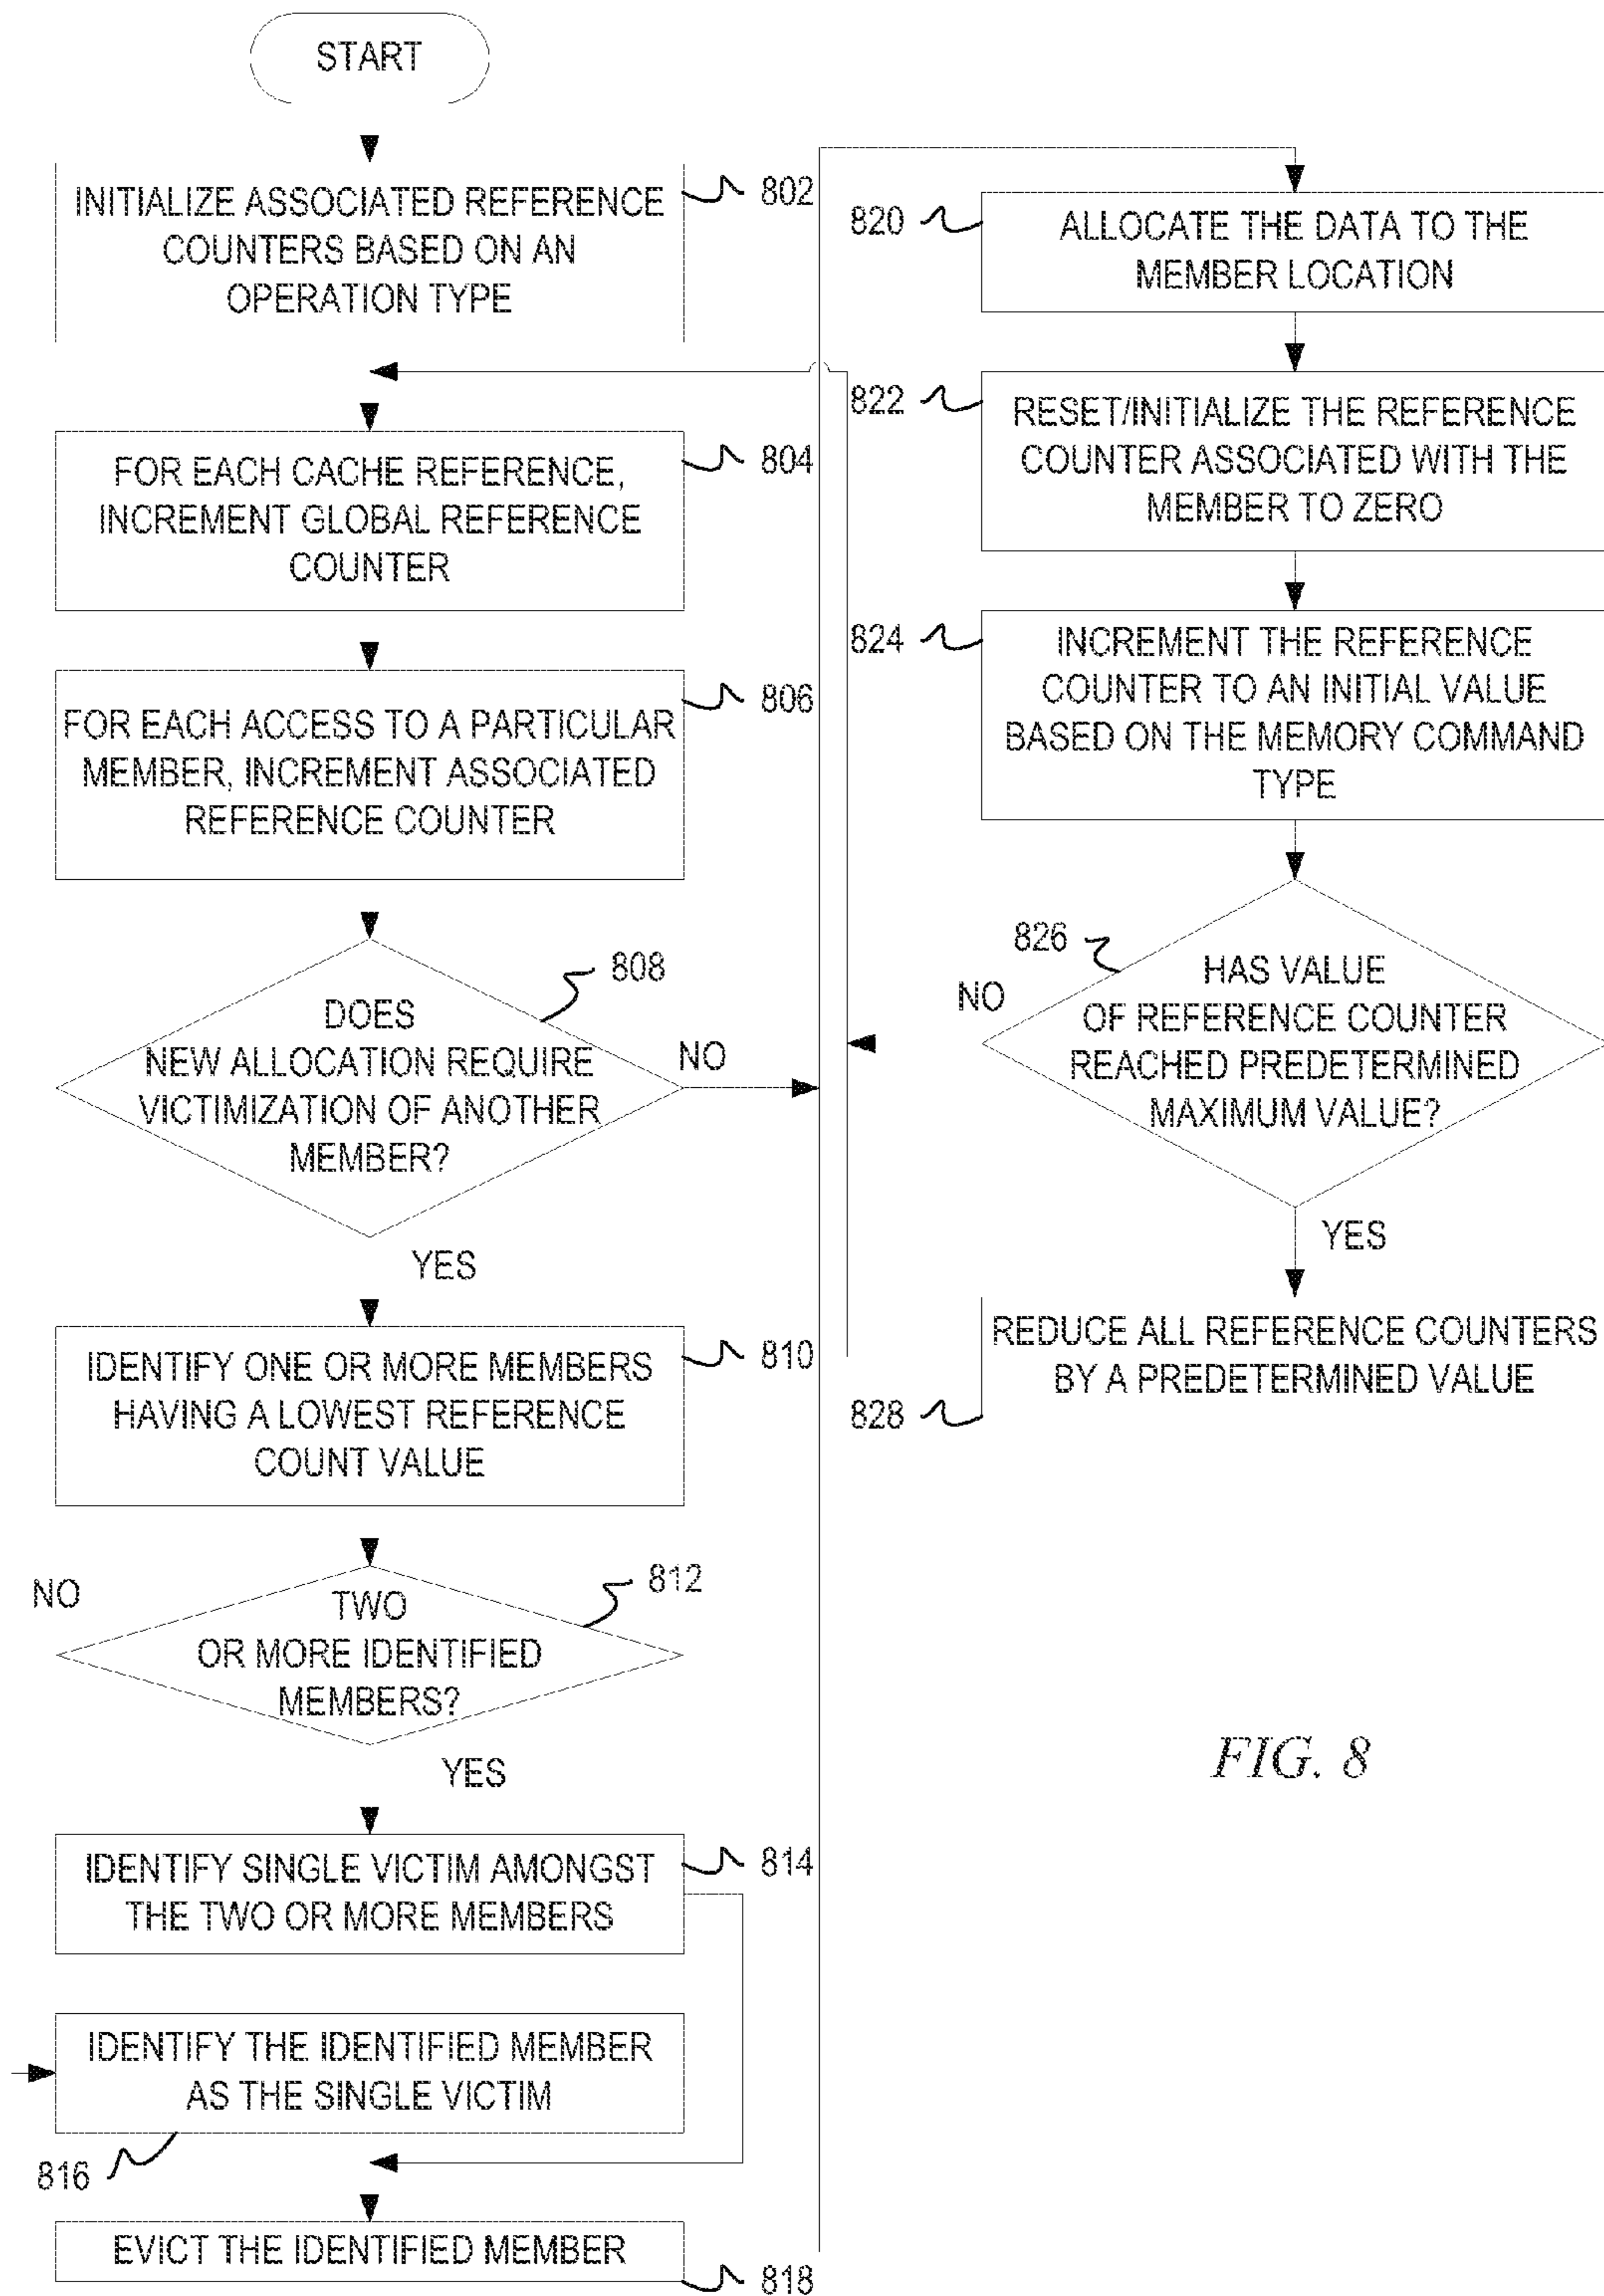 START
INITIALIZE ASSOCIATED REFERENCE
COUNTERS BASED ON AN
OPERATION TYPE
802
FOR EACH CACHE REFERENCE,
INCREMENT GLOBAL REFERENCE
COUNTER
804
FOR EACH ACCESS TO A PARTICULAR
MEMBER, INCREMENT ASSOCIATED
REFERENCE COUNTER
806
808
DOES
NEW ALLOCATION REQUIRE
VICTIMIZATION OF ANOTHER
MEMBER?
NO
YES
IDENTIFY ONE OR MORE MEMBERS
HAVING A LOWEST REFERENCE
COUNT VALUE
810
NO
812
TWO
OR MORE IDENTIFIED
MEMBERS?
YES
IDENTIFY SINGLE VICTIM AMONGST
THE TWO OR MORE MEMBERS
814
IDENTIFY THE IDENTIFIED MEMBER
AS THE SINGLE VICTIM
816
EVICT THE IDENTIFIED MEMBER
818
820
ALLOCATE THE DATA TO THE
MEMBER LOCATION
822
RESET/INITIALIZE THE REFERENCE
COUNTER ASSOCIATED WITH THE
MEMBER TO ZERO
824
INCREMENT THE REFERENCE
COUNTER TO AN INITIAL VALUE
BASED ON THE MEMORY COMMAND
TYPE
826
NO
HAS VALUE
OF REFERENCE COUNTER
REACHED PREDETERMINED
MAXIMUM VALUE?
YES
REDUCE ALL REFERENCE COUNTERS
BY A PREDETERMINED VALUE
828
FIG. 8